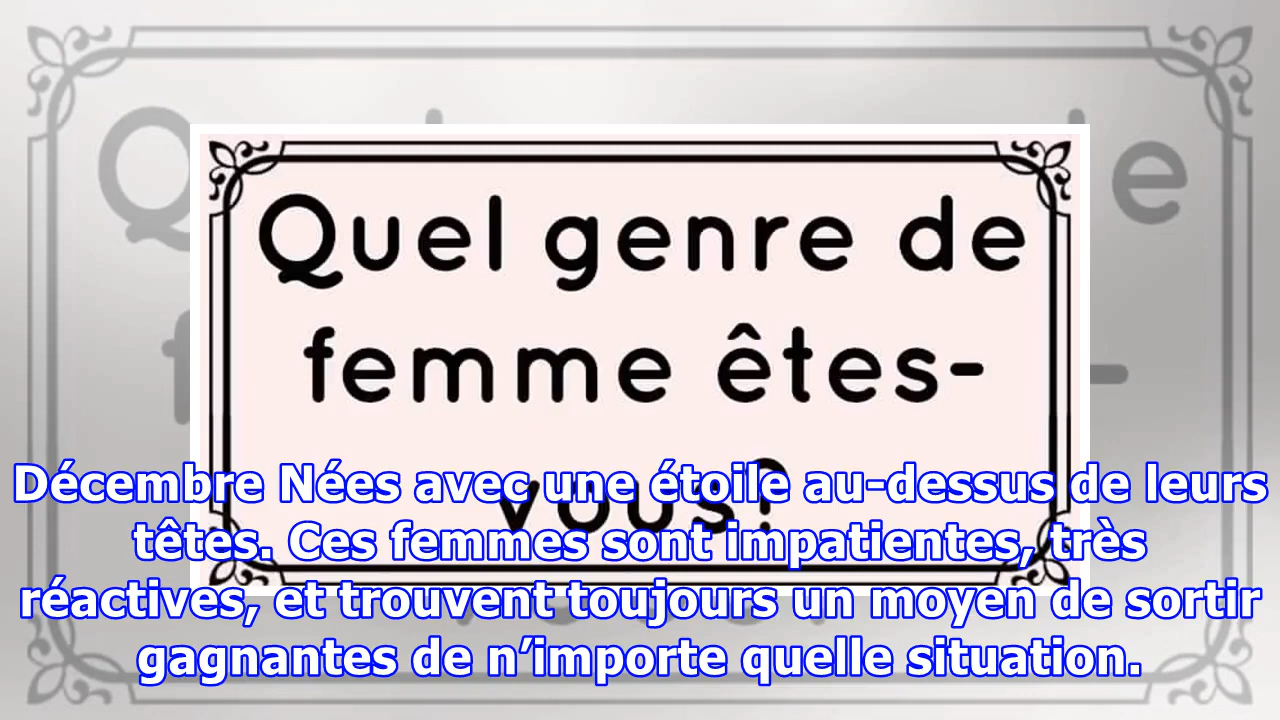 Quel genre de
femme êtes-
vous?
Décembre Nées avec une étoile au-dessus de leurs
têtes. Ces femmes sont impatientes, très
réactives, et trouvent toujours un moyen de sortir
gagnantes de n’importe quelle situation.